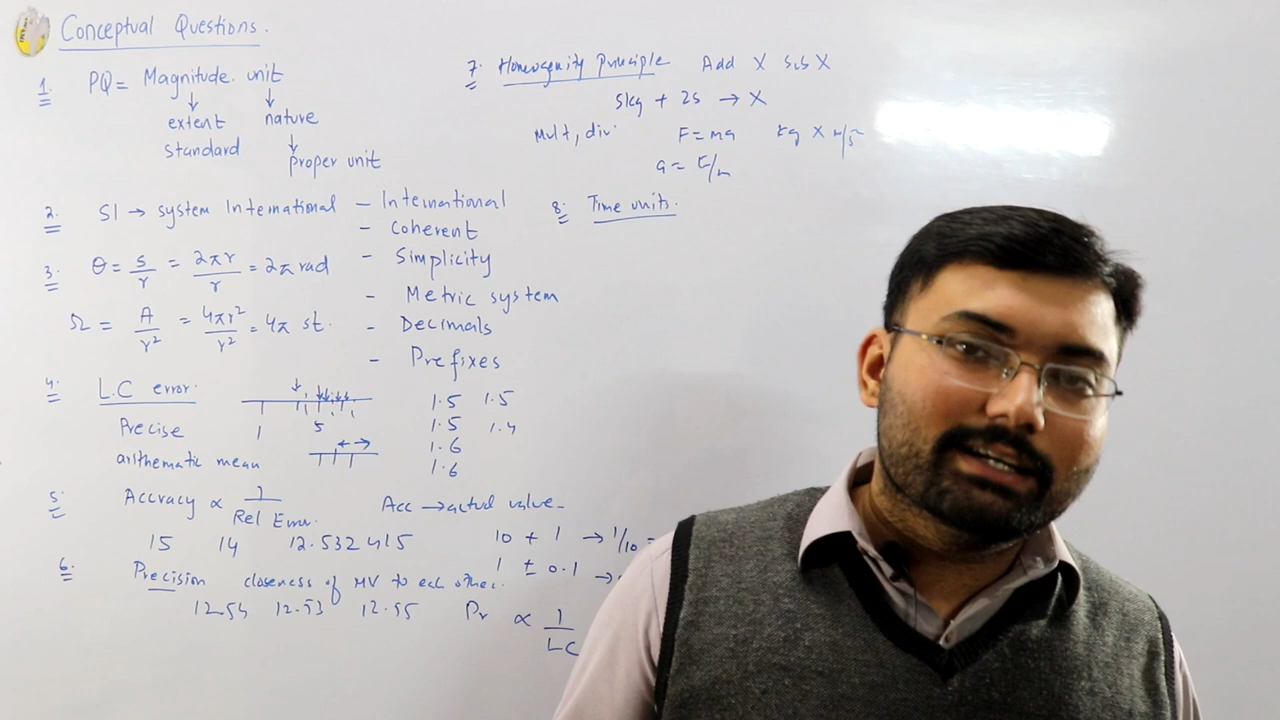 Conceptual Questions.
1. PQ = Magnitude. unit
↓ ↓
extent nature
standard ↓
proper unit
2. SI → system International – International
– Coherent
– Simplicity
– Metric system
– Decimals
– Prefixes
3. θ = s/r = 2πr/r = 2π rad
Ω = A/r² = 4πr²/r² = 4π st.
4. L.C error.
1 5
Precise
arithematic mean
1.5 1.5
1.5 1.4
1.6
1.6
5. Accuracy ∝ 1/Rel Error. Acc → actual value
15 14 12.532415
10 + 1 → 1/10 =
1 ± 0.1 →
6. Precision closeness of MV to each other.
12.54 12.53 12.55 Pr ∝ 1/LC
7. Homogenity Principle Add X sub X
5kg + 2s → X
Mult, div. F = ma kg X m/s²
a = F/m
8. Time units.